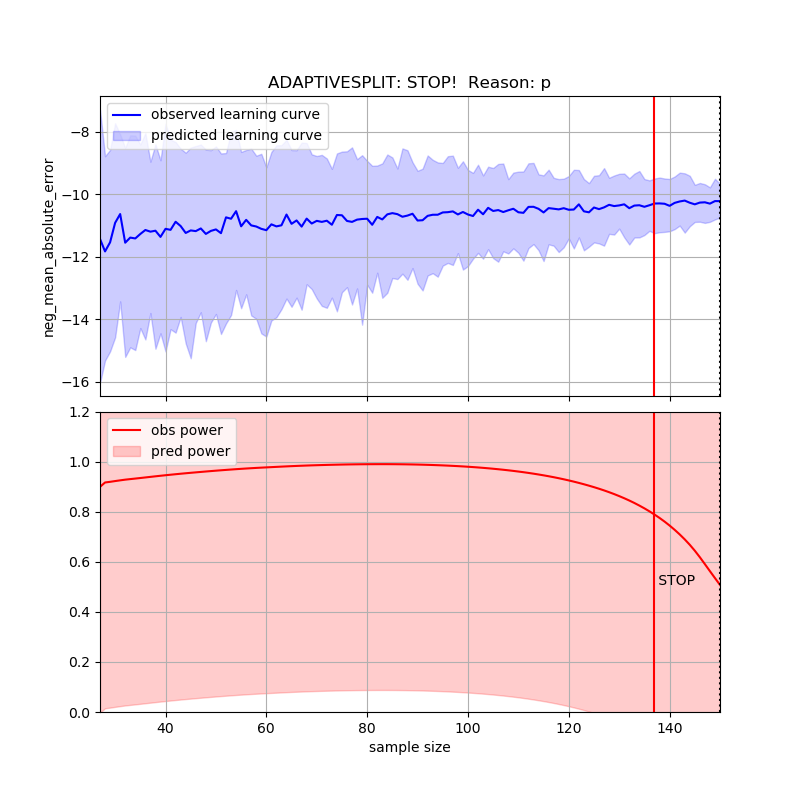 ADAPTIVESPLIT: STOP!  Reason: p
observed learning curve
predicted learning curve
neg_mean_absolute_error
−8
−10
−12
−14
−16
obs power
pred power
1.2
1.0
0.8
0.6
0.4
0.2
0.0
STOP
40 60 80 100 120 140
sample size